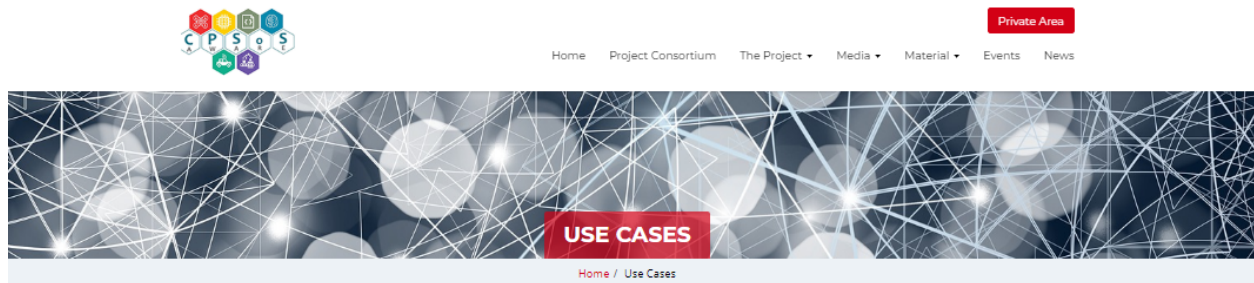 C P S o S
A W A R E
Private Area
Home Project Consortium The Project Media Material Events News
USE CASES
Home / Use Cases